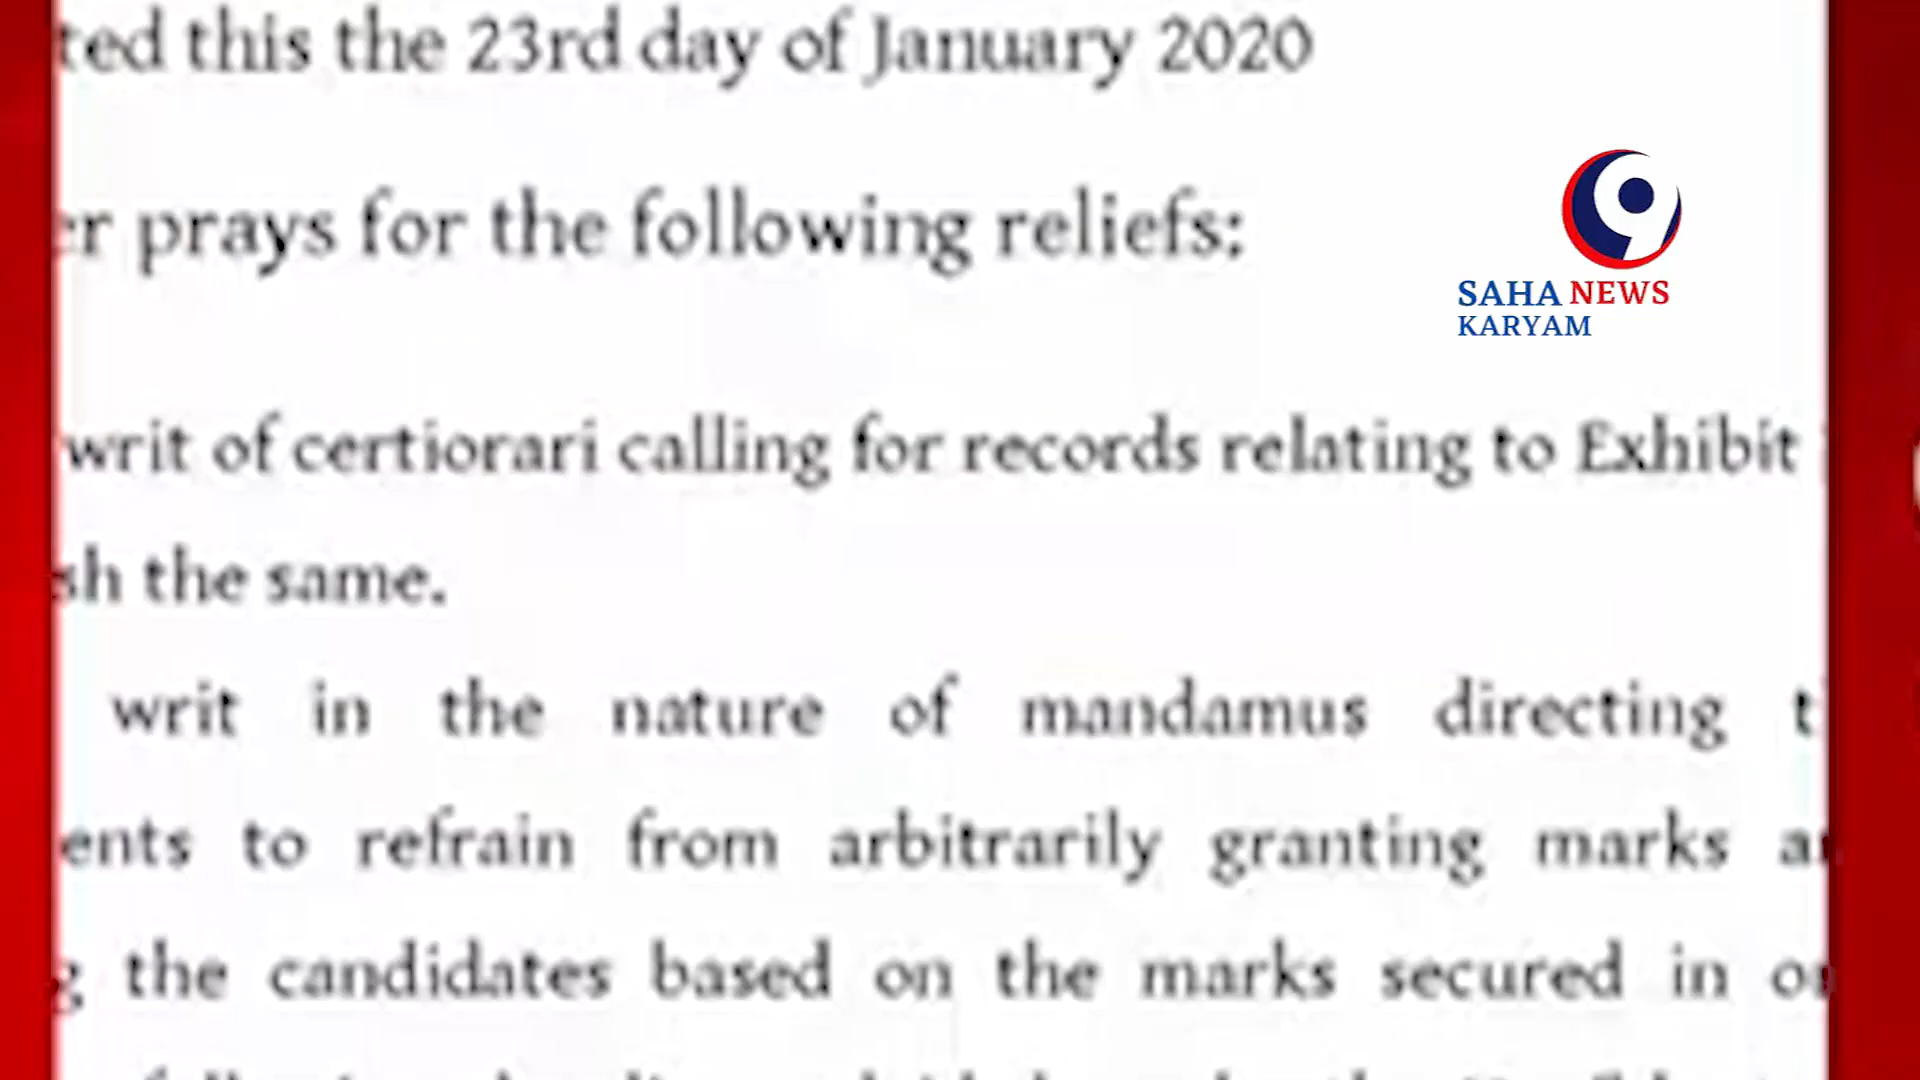 ted this the 23rd day of January 2020
er prays for the following reliefs:
SAHA NEWS
KARYAM
writ of certiorari calling for records relating to Exhibit
sh the same.
writ in the nature of mandamus directing t
ents to refrain from arbitrarily granting marks a
g the candidates based on the marks secured in o